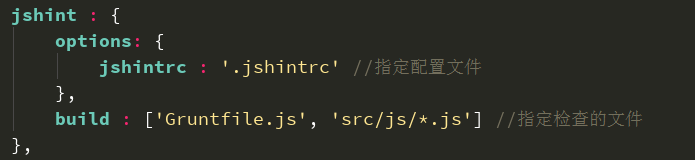 jshint : {
options: {
jshintrc : '.jshintrc' //指定配置文件
},
build : ['Gruntfile.js', 'src/js/*.js'] //指定检查的文件
},